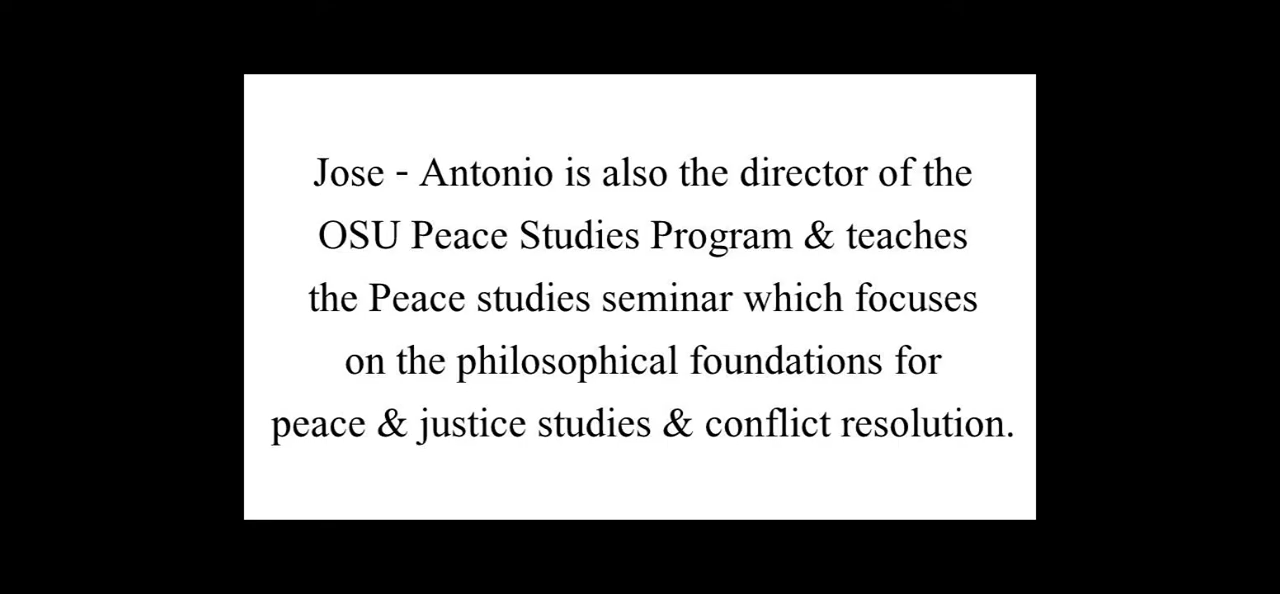 Jose - Antonio is also the director of the
OSU Peace Studies Program & teaches
the Peace studies seminar which focuses
on the philosophical foundations for
peace & justice studies & conflict resolution.